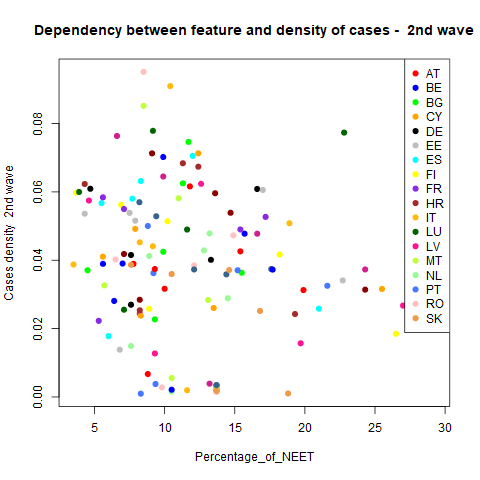 Dependency between feature and density of cases - 2nd wave
Cases density 2nd wave
0.08
0.06
0.04
0.02
0.00
5 10 15 20 25 30
Percentage_of_NEET
AT
BE
BG
CY
DE
EE
ES
FI
FR
HR
IT
LU
LV
MT
NL
PT
RO
SK